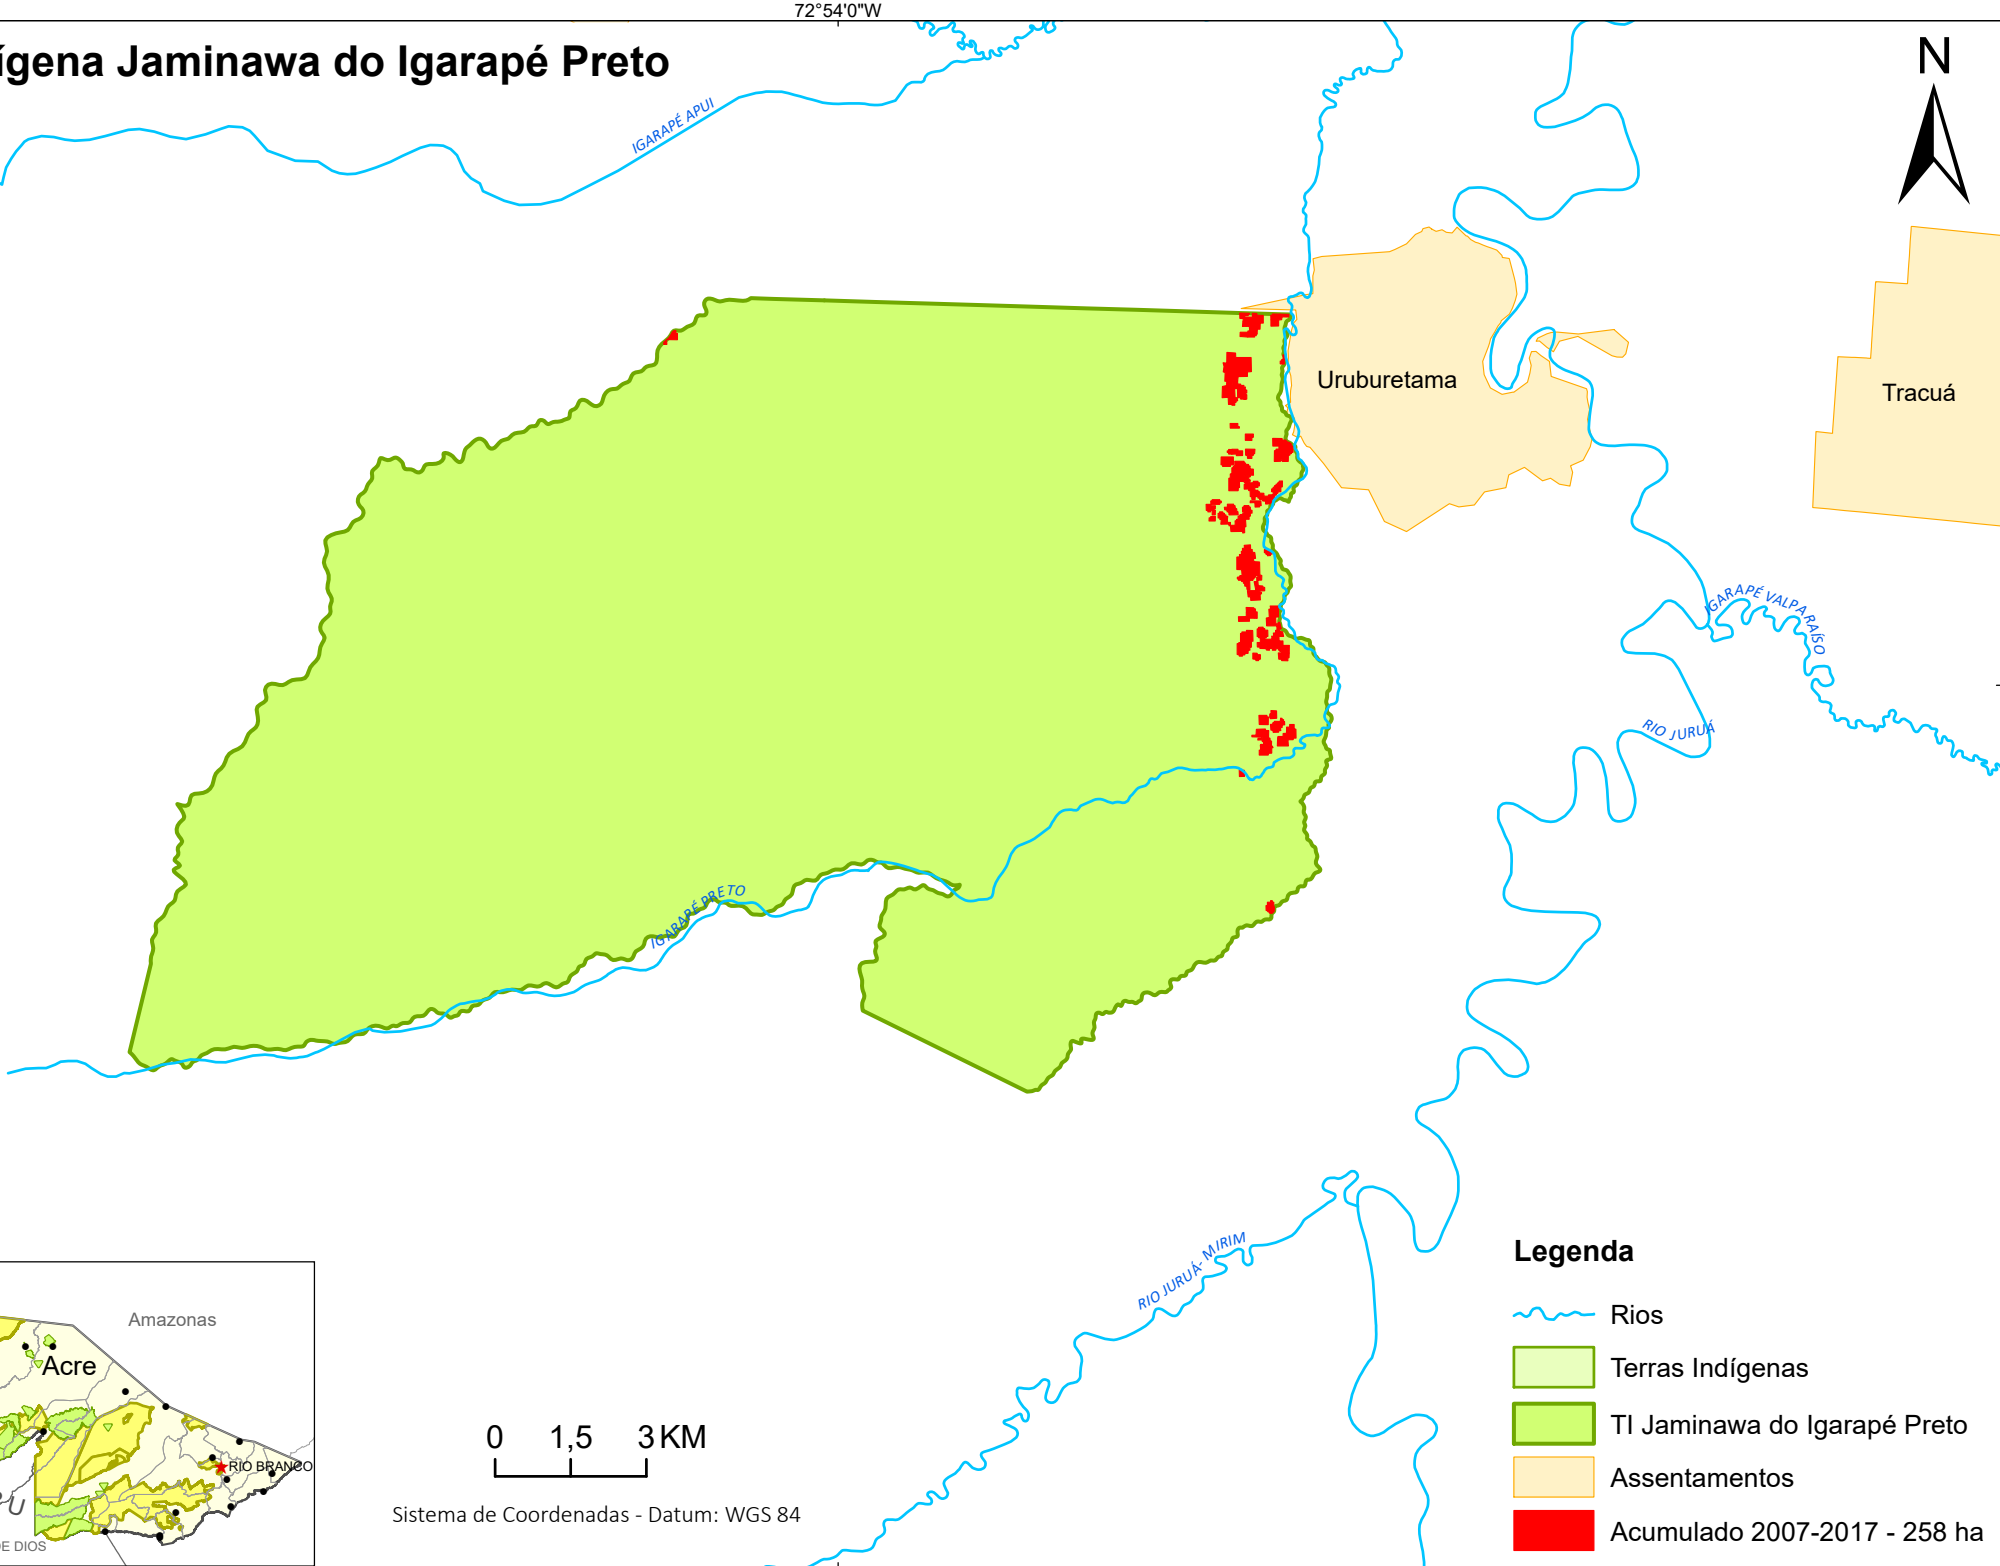 72°54'0"W
ígena Jaminawa do Igarapé Preto
N
IGARAPÉ APUI
Uruburetama
Tracuá
IGARAPÉ VALPARAÍSO
RIO JURUÁ
IGARAPÉ PRETO
RIO JURUÁ- MIRIM
Amazonas
Acre
RIO BRANCO
U
DE DIOS
0 1,5 3 KM
Sistema de Coordenadas - Datum: WGS 84
Legenda
Rios
Terras Indígenas
TI Jaminawa do Igarapé Preto
Assentamentos
Acumulado 2007-2017 - 258 ha